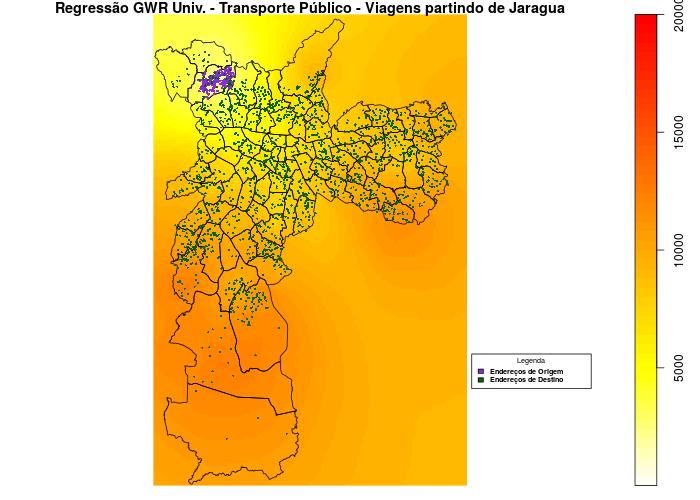 Regressão GWR Univ. - Transporte Público - Viagens partindo de Jaragua
20000
15000
10000
5000
Legenda
Endereços de Origem
Endereços de Destino